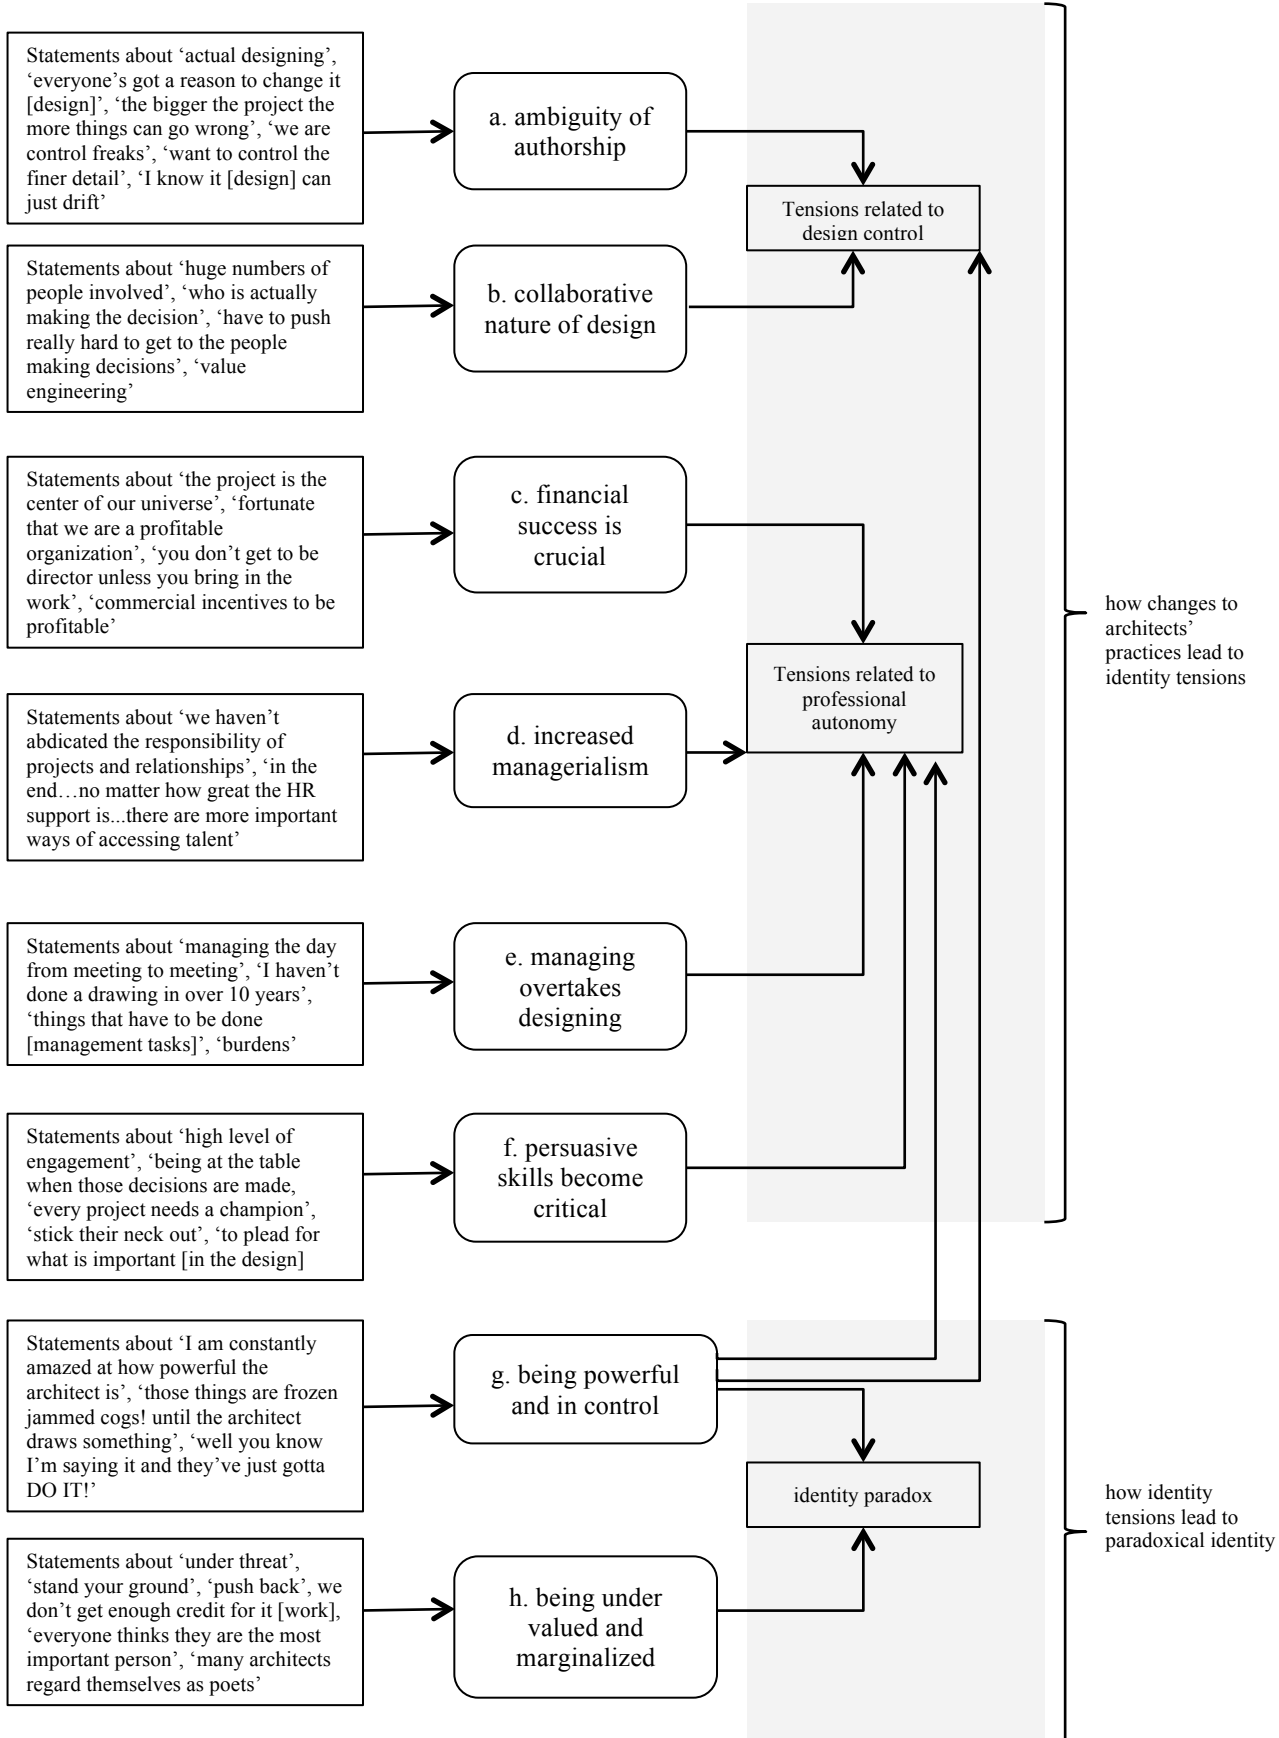 Statements about ‘actual designing’,
‘everyone’s got a reason to change it
[design]’, ‘the bigger the project the
more things can go wrong’, ‘we are
control freaks’, ‘want to control the
finer detail’, ‘I know it [design] can
just drift’
a. ambiguity of
authorship
Tensions related to
design control
Statements about ‘huge numbers of
people involved’, ‘who is actually
making the decision’, ‘have to push
really hard to get to the people
making decisions’, ‘value
engineering’
b. collaborative
nature of design
Statements about ‘the project is the
center of our universe’, ‘fortunate
that we are a profitable
organization’, ‘you don’t get to be
director unless you bring in the
work’, ‘commercial incentives to be
profitable’
c. financial
success is
crucial
how changes to
architects’
practices lead to
identity tensions
Tensions related to
professional
autonomy
Statements about ‘we haven’t
abdicated the responsibility of
projects and relationships’, ‘in the
end…no matter how great the HR
support is...there are more important
ways of accessing talent’
d. increased
managerialism
Statements about ‘managing the day
from meeting to meeting’, ‘I haven’t
done a drawing in over 10 years’,
‘things that have to be done
[management tasks]’, ‘burdens’
e. managing
overtakes
designing
Statements about ‘high level of
engagement’, ‘being at the table
when those decisions are made,
‘every project needs a champion’,
‘stick their neck out’, ‘to plead for
what is important [in the design]
f. persuasive
skills become
critical
Statements about ‘I am constantly
amazed at how powerful the
architect is’, ‘those things are frozen
jammed cogs! until the architect
draws something’, ‘well you know
I’m saying it and they’ve just gotta
DO IT!’
g. being powerful
and in control
identity paradox
how identity
tensions lead to
paradoxical identity
Statements about ‘under threat’,
‘stand your ground’, ‘push back’, we
don’t get enough credit for it [work],
‘everyone thinks they are the most
important person’, ‘many architects
regard themselves as poets’
h. being under
valued and
marginalized